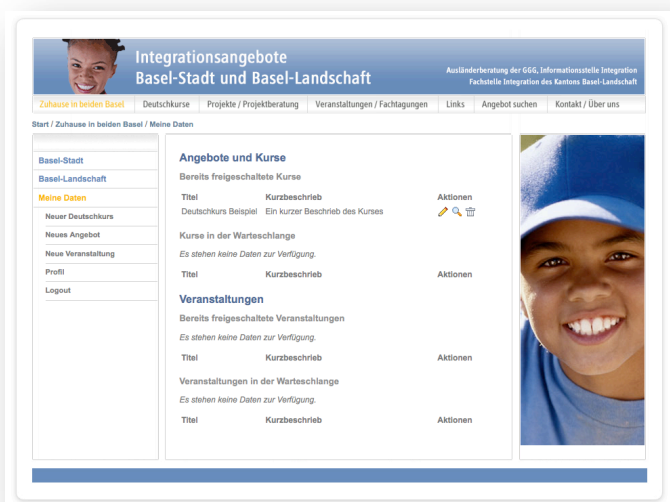 Integrationsangebote
Basel-Stadt und Basel-Landschaft
Ausländerberatung der GGG, Informationsstelle Integration
Fachstelle Integration des Kantons Basel-Landschaft
Zuhause in beiden Basel Deutschkurse Projekte / Projektberatung Veranstaltungen / Fachtagungen Links Angebot suchen Kontakt / Über uns
Start / Zuhause in beiden Basel / Meine Daten
Basel-Stadt
Basel-Landschaft
Meine Daten
Neuer Deutschkurs
Neues Angebot
Neue Veranstaltung
Profil
Logout
Angebote und Kurse
Bereits freigeschaltete Kurse
Titel Kurzbeschrieb Aktionen
Deutschkurs Beispiel Ein kurzer Beschrieb des Kurses
Kurse in der Warteschlange
Es stehen keine Daten zur Verfügung.
Titel Kurzbeschrieb Aktionen
Veranstaltungen
Bereits freigeschaltete Veranstaltungen
Es stehen keine Daten zur Verfügung.
Titel Kurzbeschrieb Aktionen
Veranstaltungen in der Warteschlange
Es stehen keine Daten zur Verfügung.
Titel Kurzbeschrieb Aktionen